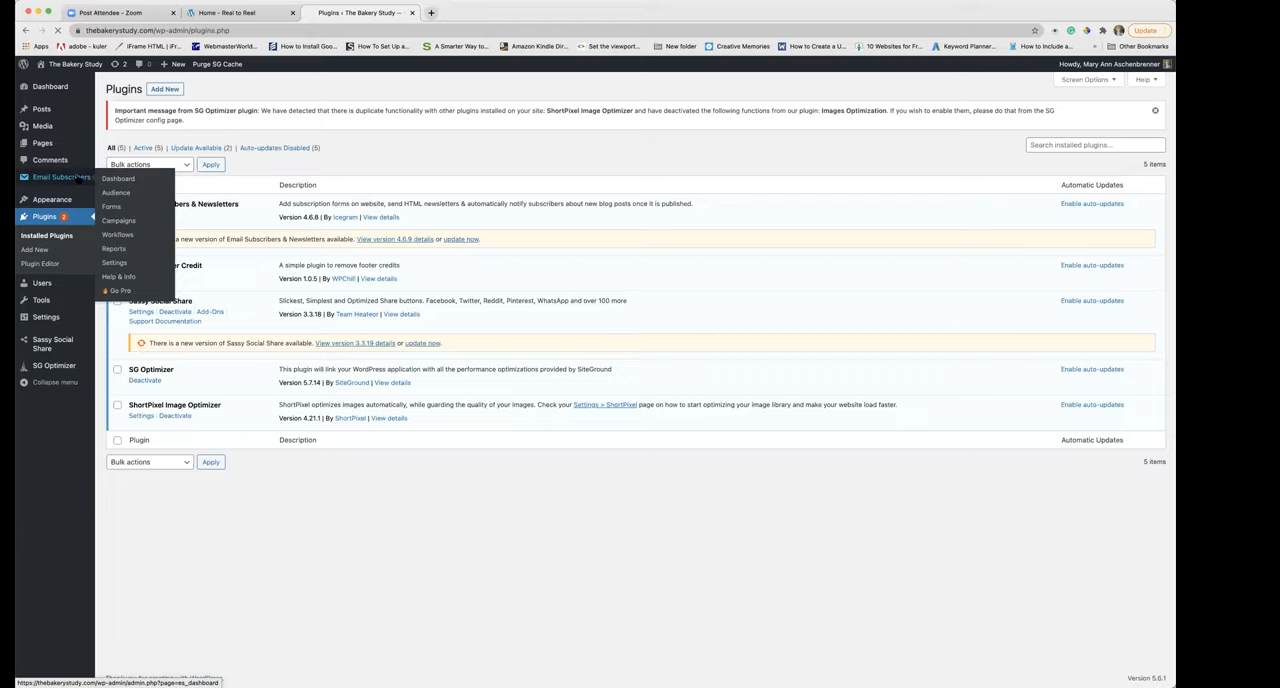 Post Attendee - Zoom
Home - Real to Reel
Plugins ‹ The Bakery Study —
thebakerystudy.com/wp-admin/plugins.php
Update
Apps
adobe - kuler
iFrame HTML | iFr...
WebmasterWorld...
How to Install Goo...
How To Set Up a...
A Smarter Way to...
Amazon Kindle Dir...
Set the viewport...
New folder
Creative Memories
How to Create a U...
10 Websites for Fr...
Keyword Planner...
How to Include a...
»
Other Bookmarks
The Bakery Study
2
0
New
Purge SG Cache
Howdy, Mary Ann Aschenbrenner
Dashboard
Posts
Media
Pages
Comments
Email Subscribers
Appearance
Plugins 2
Installed Plugins
Add New
Plugin Editor
Users
Tools
Settings
Sassy Social
Share
SG Optimizer
Collapse menu
Dashboard
Audience
Forms
Campaigns
Workflows
Reports
Settings
Help & Info
Go Pro
Plugins
Add New
Screen Options
Help
Important message from SG Optimizer plugin: We have detected that there is duplicate functionality with other plugins installed on your site: ShortPixel Image Optimizer and have deactivated the following functions from our plugin: Images Optimization. If you wish to enable them, please do that from the SG
Optimizer config page.
All (5) | Active (5) | Update Available (2) | Auto-updates Disabled (5)
Bulk actions
Apply
5 items
Description
Automatic Updates
bers & Newsletters
Add subscription forms on website, send HTML newsletters & automatically notify subscribers about new blog posts once it is published.
Enable auto-updates
Version 4.6.8 | By Icegram | View details
a new version of Email Subscribers & Newsletters available. View version 4.6.9 details or update now.
er Credit
A simple plugin to remove footer credits
Enable auto-updates
Version 1.0.5 | By WPChill | View details
Sassy Social Share
Slickest, Simplest and Optimized Share buttons. Facebook, Twitter, Reddit, Pinterest, WhatsApp and over 100 more
Enable auto-updates
Settings | Deactivate | Add-Ons |
Support Documentation
Version 3.3.18 | By Team Heateor | View details
There is a new version of Sassy Social Share available. View version 3.3.19 details or update now.
SG Optimizer
This plugin will link your WordPress application with all the performance optimizations provided by SiteGround
Enable auto-updates
Deactivate
Version 5.7.14 | By SiteGround | View details
ShortPixel Image Optimizer
ShortPixel optimizes images automatically, while guarding the quality of your images. Check your Settings > ShortPixel page on how to start optimizing your image library and make your website load faster.
Enable auto-updates
Settings | Deactivate
Version 4.21.1 | By ShortPixel | View details
Plugin
Description
Automatic Updates
Bulk actions
Apply
5 items
Search installed plugins...
Version 5.6.1
https://thebakerystudy.com/wp-admin/admin.php?page=es_dashboard